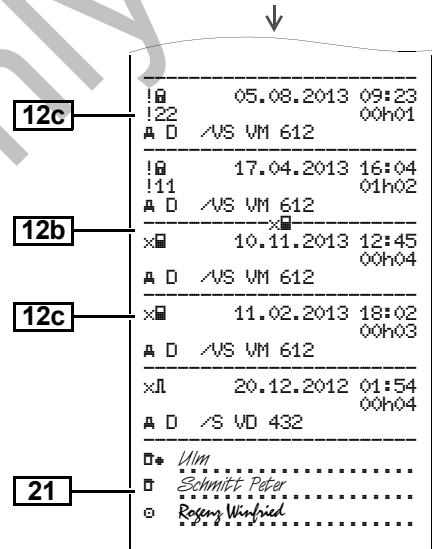 ! 05.08.2013 09:23
12c
!22 00h01
D /VS VM 612
! 17.04.2013 16:04
!11 01h02
D /VS VM 612
12b
x
x 10.11.2013 12:45
00h04
D /VS VM 612
12c
x 11.02.2013 18:02
00h03
D /VS VM 612
x 20.12.2012 01:54
00h04
D /S VD 432
Ulm
21
Schmitt Peter
Rogenz Winfried